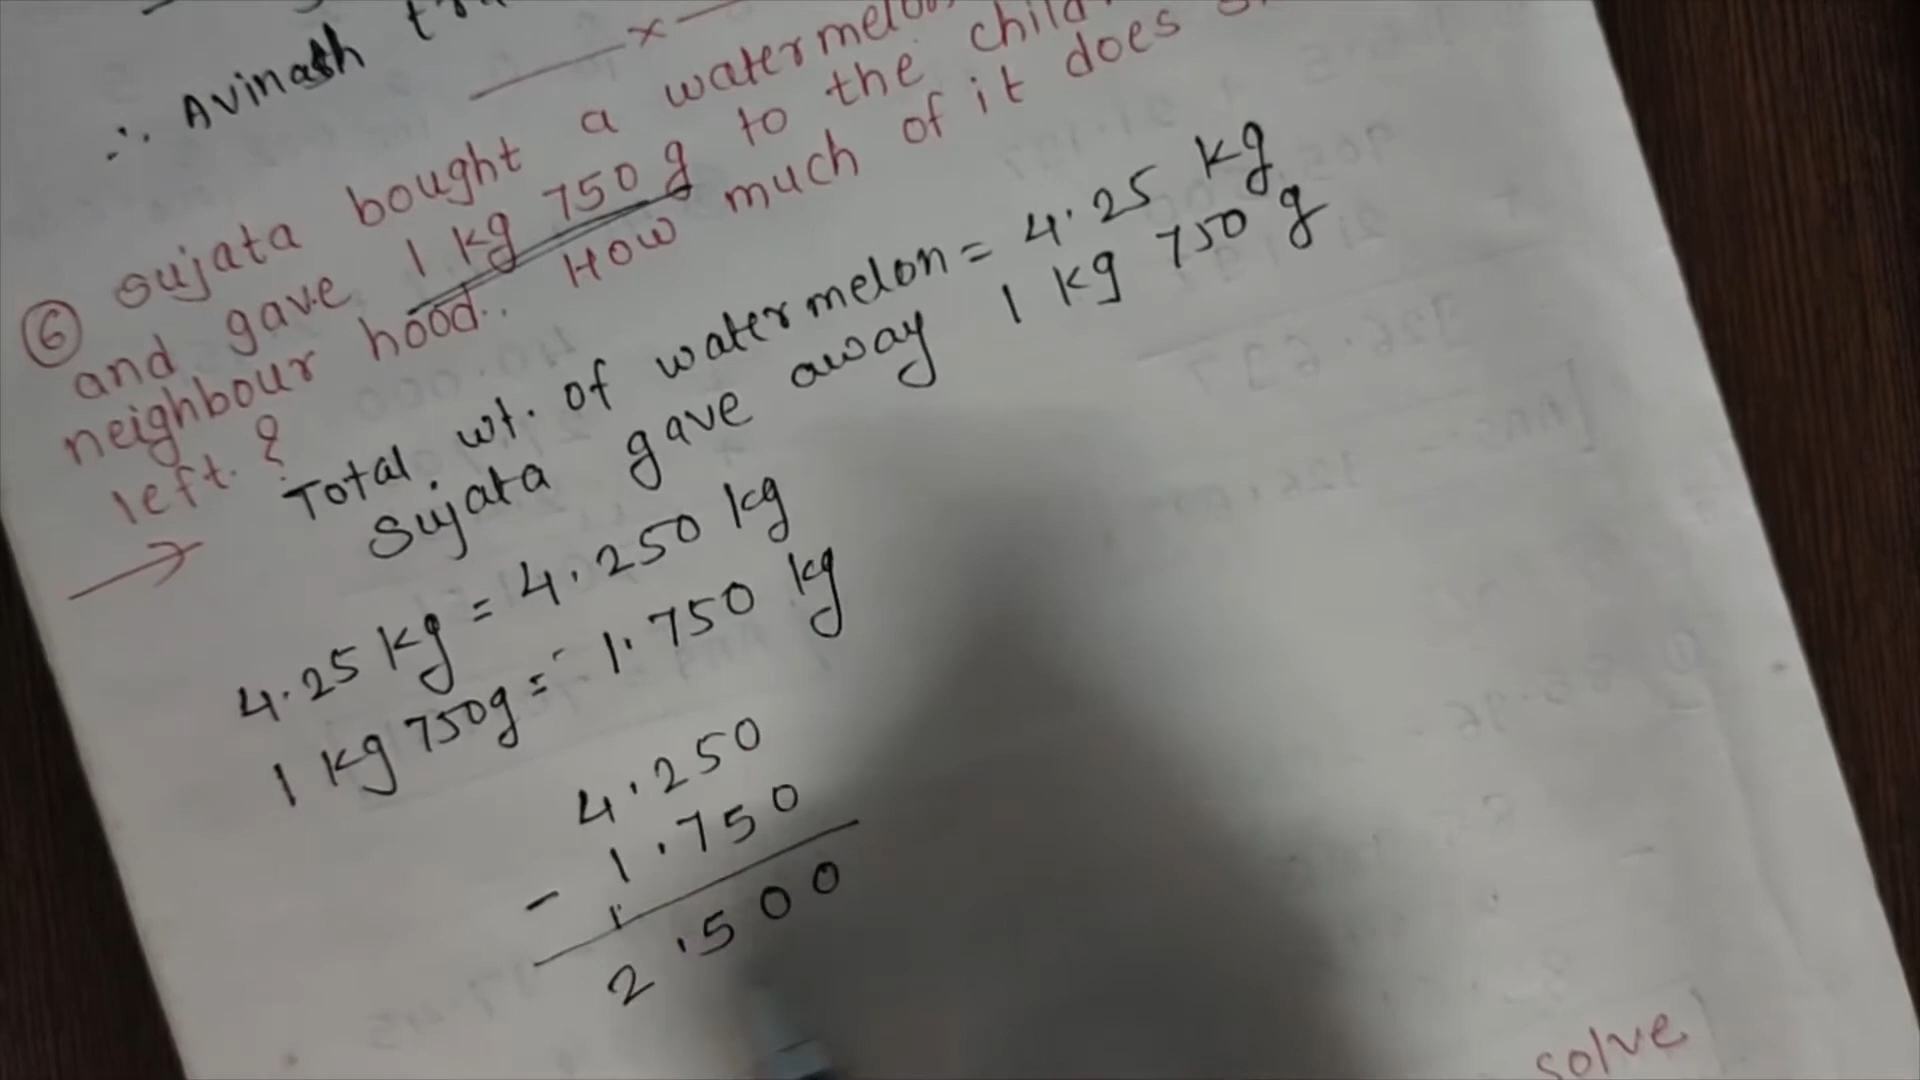 ∴ Avinash
x
⑥ Sujata bought a watermelon
and gave 1 kg 750 g to the
neighbour hood. How much of it does
left. ?
→ Total wt. of watermelon = 4.25 kg
Sujata gave away 1 kg 750 g
4.25 kg = 4.250 kg
1 kg 750g = 1.750 kg
4.250
- 1.750
1
2.500
solve